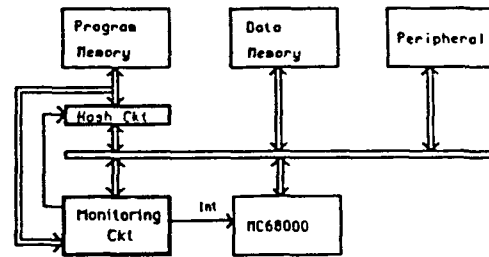 Program
Memory
Data
Memory
Peripheral
Hash Ckt
Monitoring
Ckt
Int
MC68000